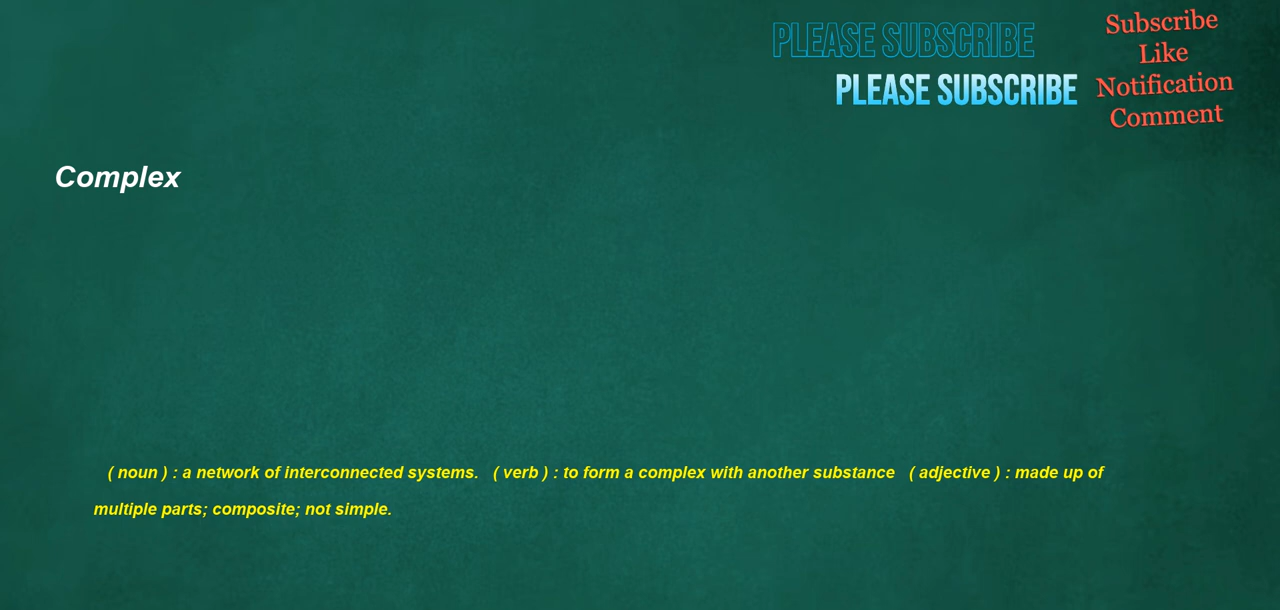 PLEASE SUBSCRIBE
PLEASE SUBSCRIBE
Subscribe
Like
Notification
Comment
Complex
( noun ) : a network of interconnected systems. ( verb ) : to form a complex with another substance ( adjective ) : made up of
multiple parts; composite; not simple.